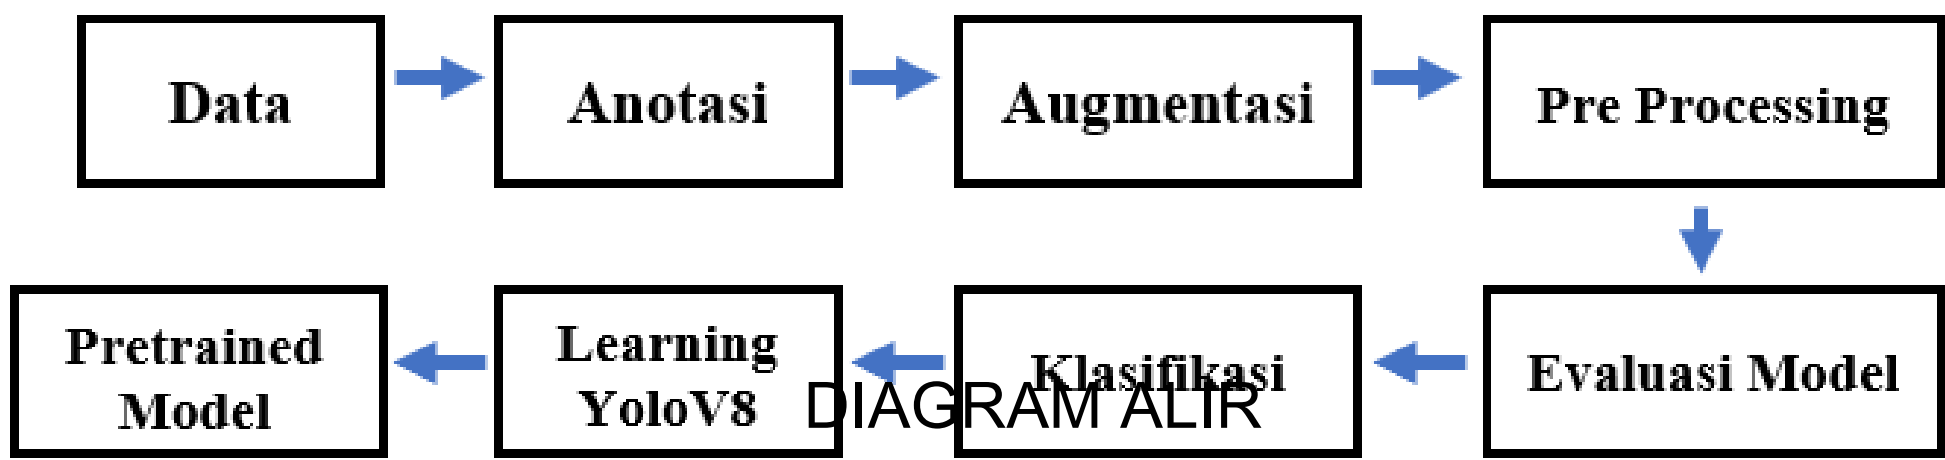 Data
Anotasi
Augmentasi
Pre Processing
Pretrained
Model
Learning
YoloV8
Klasifikasi
Evaluasi Model
DIAGRAM ALIR